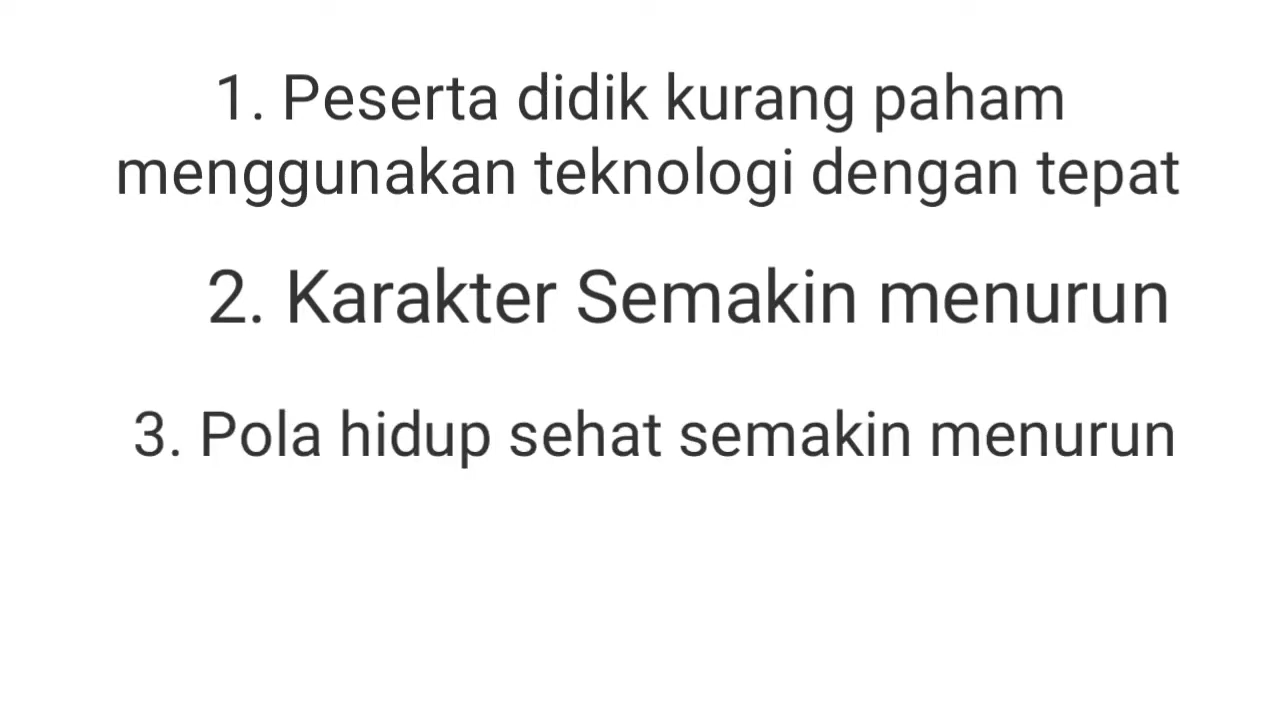 1. Peserta didik kurang paham
menggunakan teknologi dengan tepat
2. Karakter Semakin menurun
3. Pola hidup sehat semakin menurun